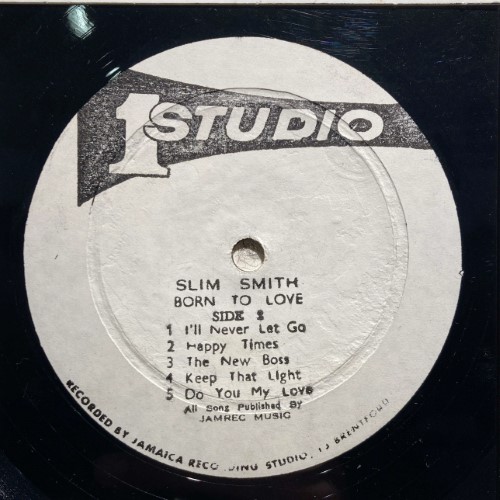 1 STUDIO
SLIM SMITH
BORN TO LOVE
SIDE 2
1 I'll Never Let Go
2 Happy Times
3 The New Boss
4 Keep That Light
5 Do You My Love
All Song Published By
JAMREC MUSIC
RECORDED BY JAMAICA RECORDING STUDIO, 13 BRENTFORD